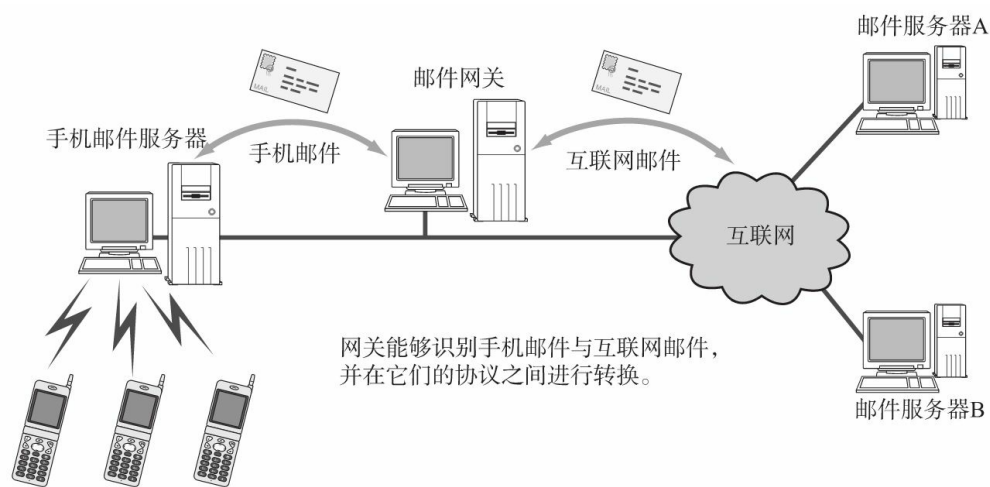 邮件服务器A
邮件网关
手机邮件服务器
MAIL
手机邮件
MAIL
互联网邮件
互联网
网关能够识别手机邮件与互联网邮件，
并在它们的协议之间进行转换。
邮件服务器B